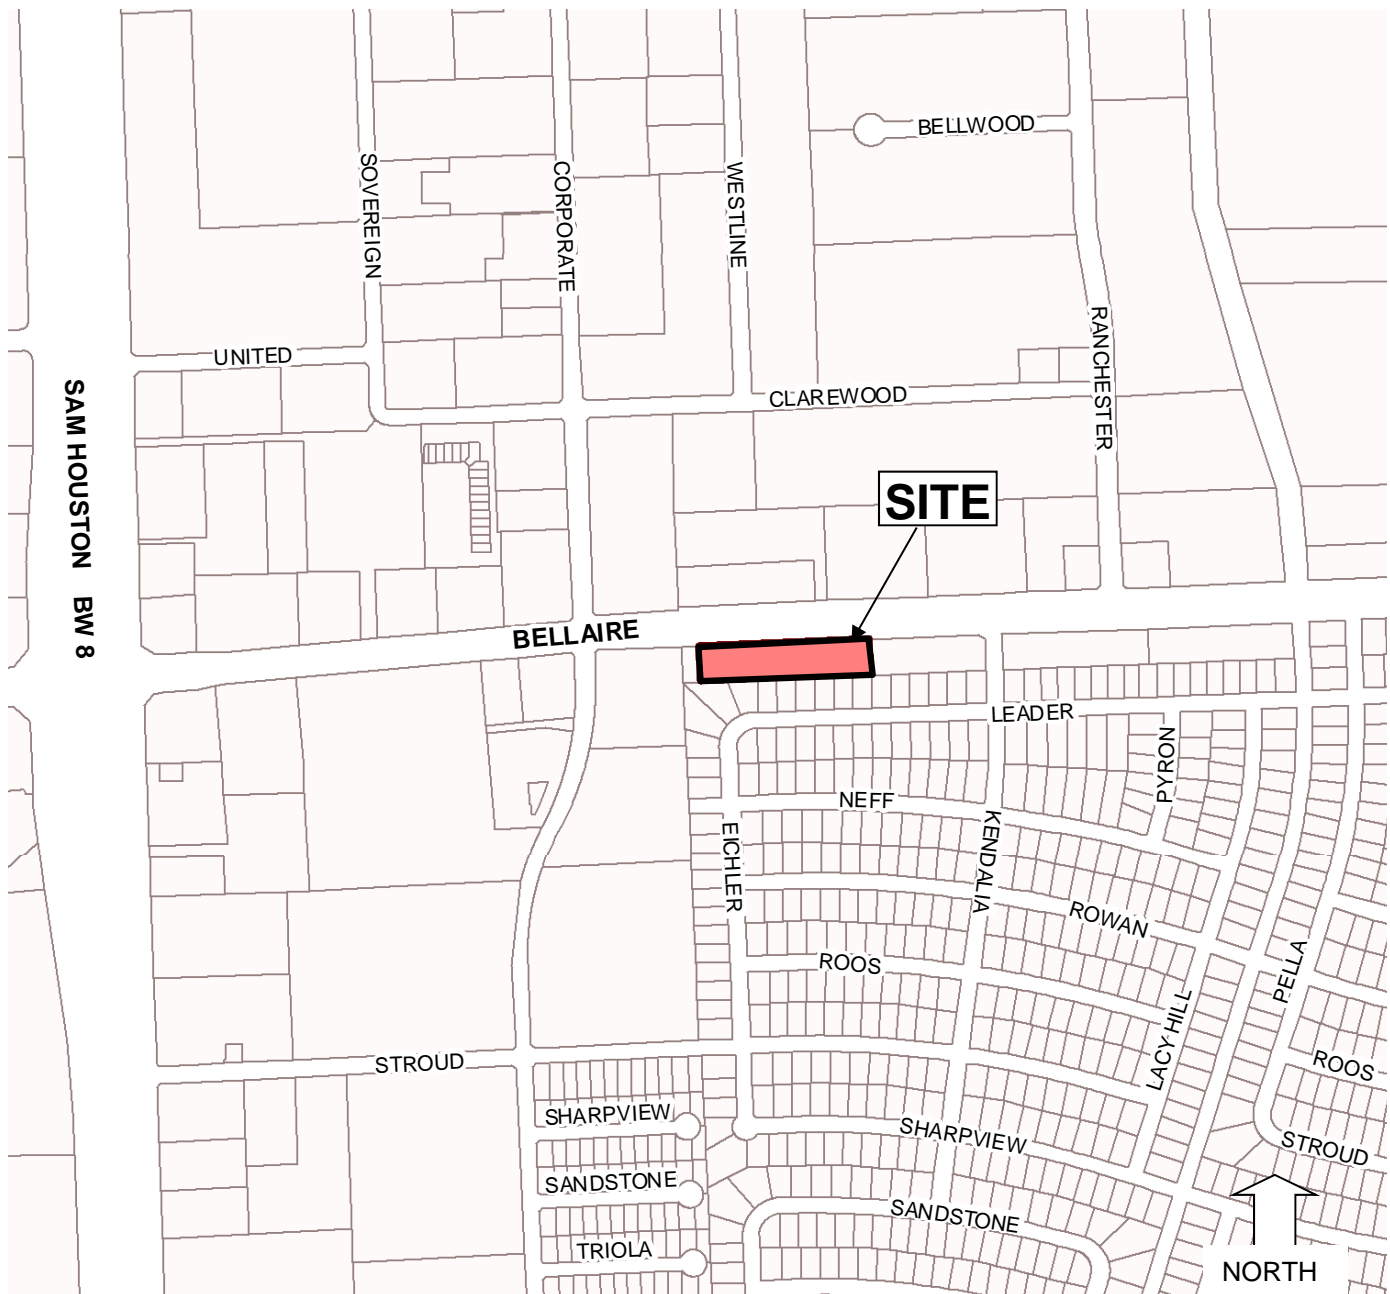 BELLWOOD
SOVEREIGN
CORPORATE
WESTLINE
RANCHESTER
UNITED
CLAREWOOD
SAM HOUSTON BW 8
SITE
BELLAIRE
LEADER
PYRON
NEFF
EICHLER
KENDALIA
ROWAN
ROOS
PELLA
LACY HILL
STROUD
ROOS
SHARPVIEW
SHARPVIEW
STROUD
SANDSTONE
SANDSTONE
TRIOLA
NORTH